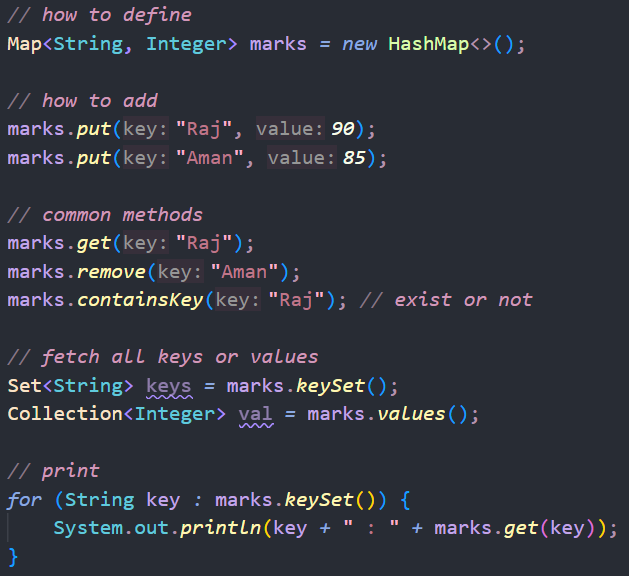 // how to define
Map<String, Integer> marks = new HashMap<>();
// how to add
marks.put(key: "Raj", value: 90);
marks.put(key: "Aman", value: 85);
// common methods
marks.get(key: "Raj");
marks.remove(key: "Aman");
marks.containsKey(key: "Raj"); // exist or not
// fetch all keys or values
Set<String> keys = marks.keySet();
Collection<Integer> val = marks.values();
// print
for (String key : marks.keySet()) {
    System.out.println(key + " : " + marks.get(key));
}